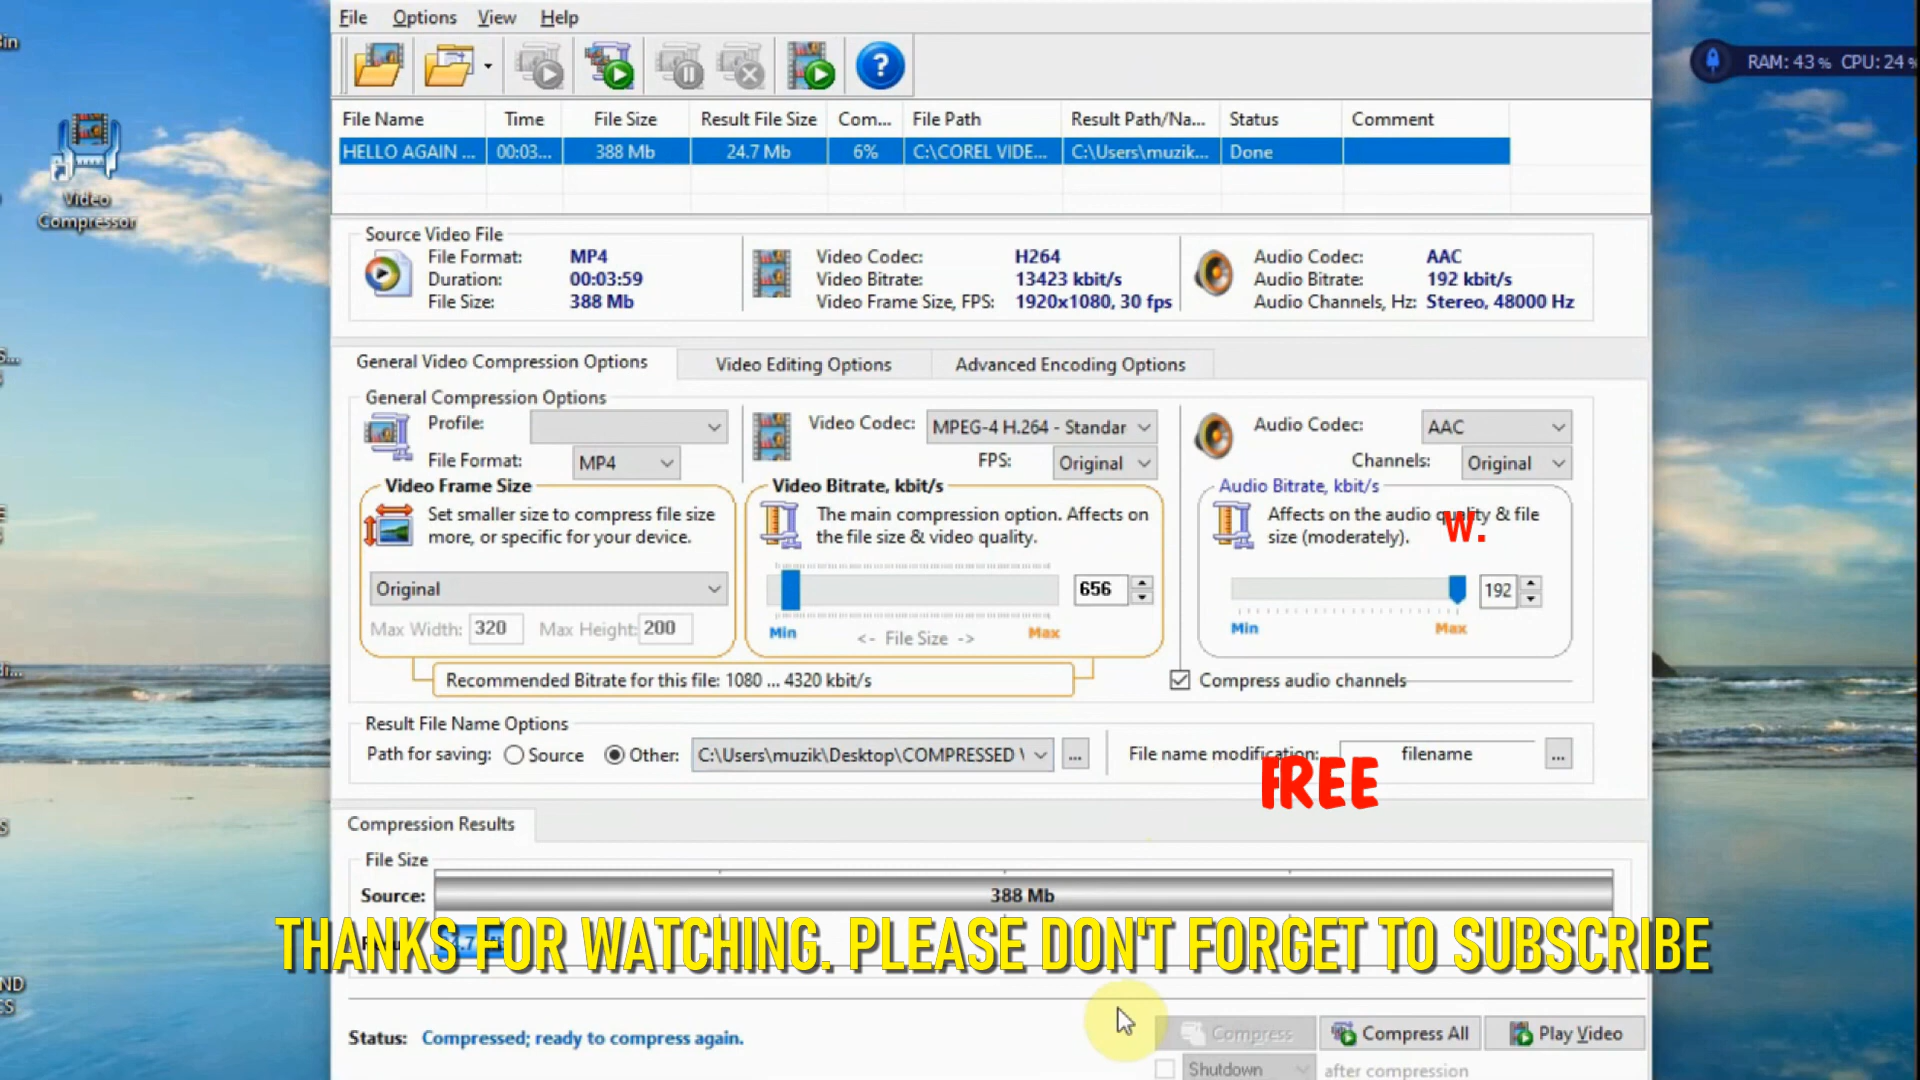 File Options View Help
RAM: 43 % CPU: 24 %
File Name Time File Size Result File Size Com... File Path Result Path/Na... Status Comment
HELLO AGAIN ... 00:03... 388 Mb 24.7 Mb 6% C:\COREL VIDE... C:\Users\muzik... Done
Video
Compressor
Source Video File
File Format: MP4 Video Codec: H264 Audio Codec: AAC
Duration: 00:03:59 Video Bitrate: 13423 kbit/s Audio Bitrate: 192 kbit/s
File Size: 388 Mb Video Frame Size, FPS: 1920x1080, 30 fps Audio Channels, Hz: Stereo, 48000 Hz
General Video Compression Options Video Editing Options Advanced Encoding Options
General Compression Options
Profile: Video Codec: MPEG-4 H.264 - Standar Audio Codec: AAC
File Format: MP4 FPS: Original Channels: Original
Video Frame Size Video Bitrate, kbit/s Audio Bitrate, kbit/s
Set smaller size to compress file size The main compression option. Affects on Affects on the audio quality & file
more, or specific for your device. the file size & video quality. size (moderately). W.
Original 656 192
Max Width: 320 Max Height: 200 Min <- File Size -> Max Min Max
Recommended Bitrate for this file: 1080 ... 4320 kbit/s Compress audio channels
Result File Name Options
Path for saving: Source Other: C:\Users\muzik\Desktop\COMPRESSED \ ... File name modification: filename ...
FREE
Compression Results
File Size
Source: 388 Mb
THANKS FOR WATCHING. PLEASE DON'T FORGET TO SUBSCRIBE
Status: Compressed; ready to compress again. Compress Compress All Play Video
Shutdown after compression